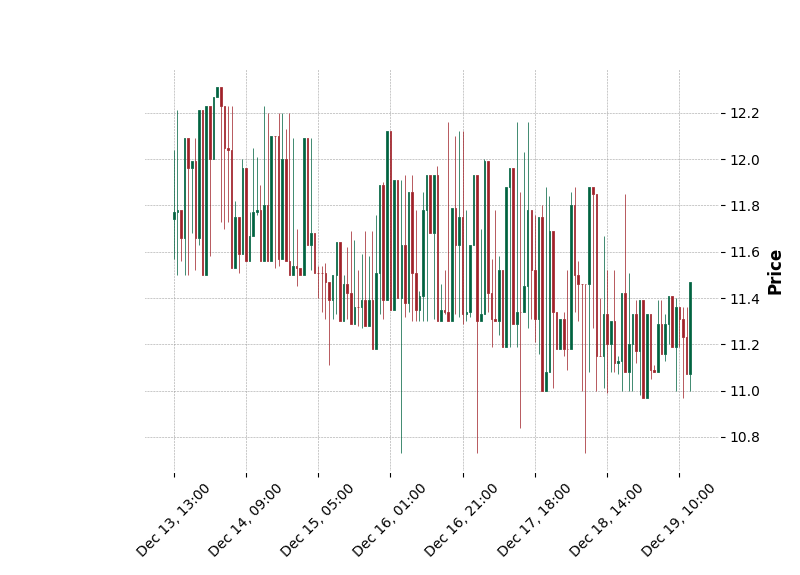 12.2
12.0
11.8
11.6
11.4
11.2
11.0
10.8
Price
Dec 13, 13:00
Dec 14, 09:00
Dec 15, 05:00
Dec 16, 01:00
Dec 16, 21:00
Dec 17, 18:00
Dec 18, 14:00
Dec 19, 10:00